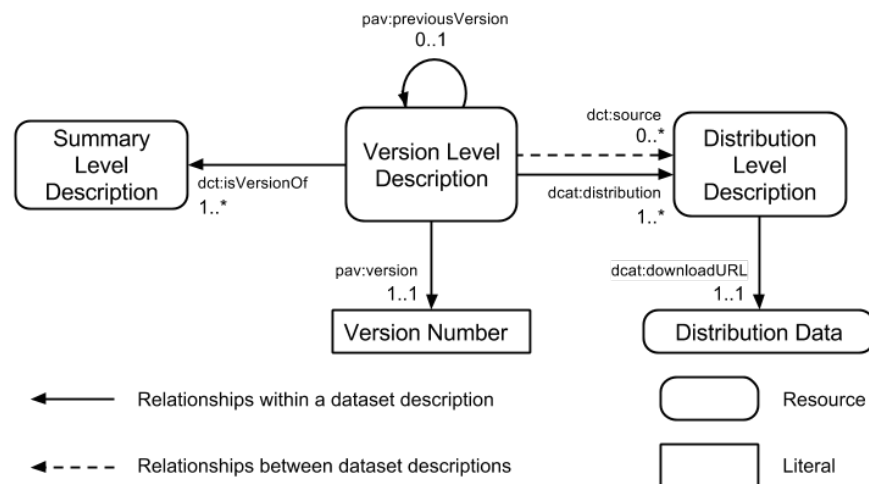 pav:previousVersion
0..1
Summary
Level
Description
dct:isVersionOf
1..*
Version Level
Description
dct:source
0..*
dcat:distribution
1..*
Distribution
Level
Description
pav:version
1..1
dcat:downloadURL
1..1
Version Number
Distribution Data
Relationships within a dataset description
Resource
Relationships between dataset descriptions
Literal